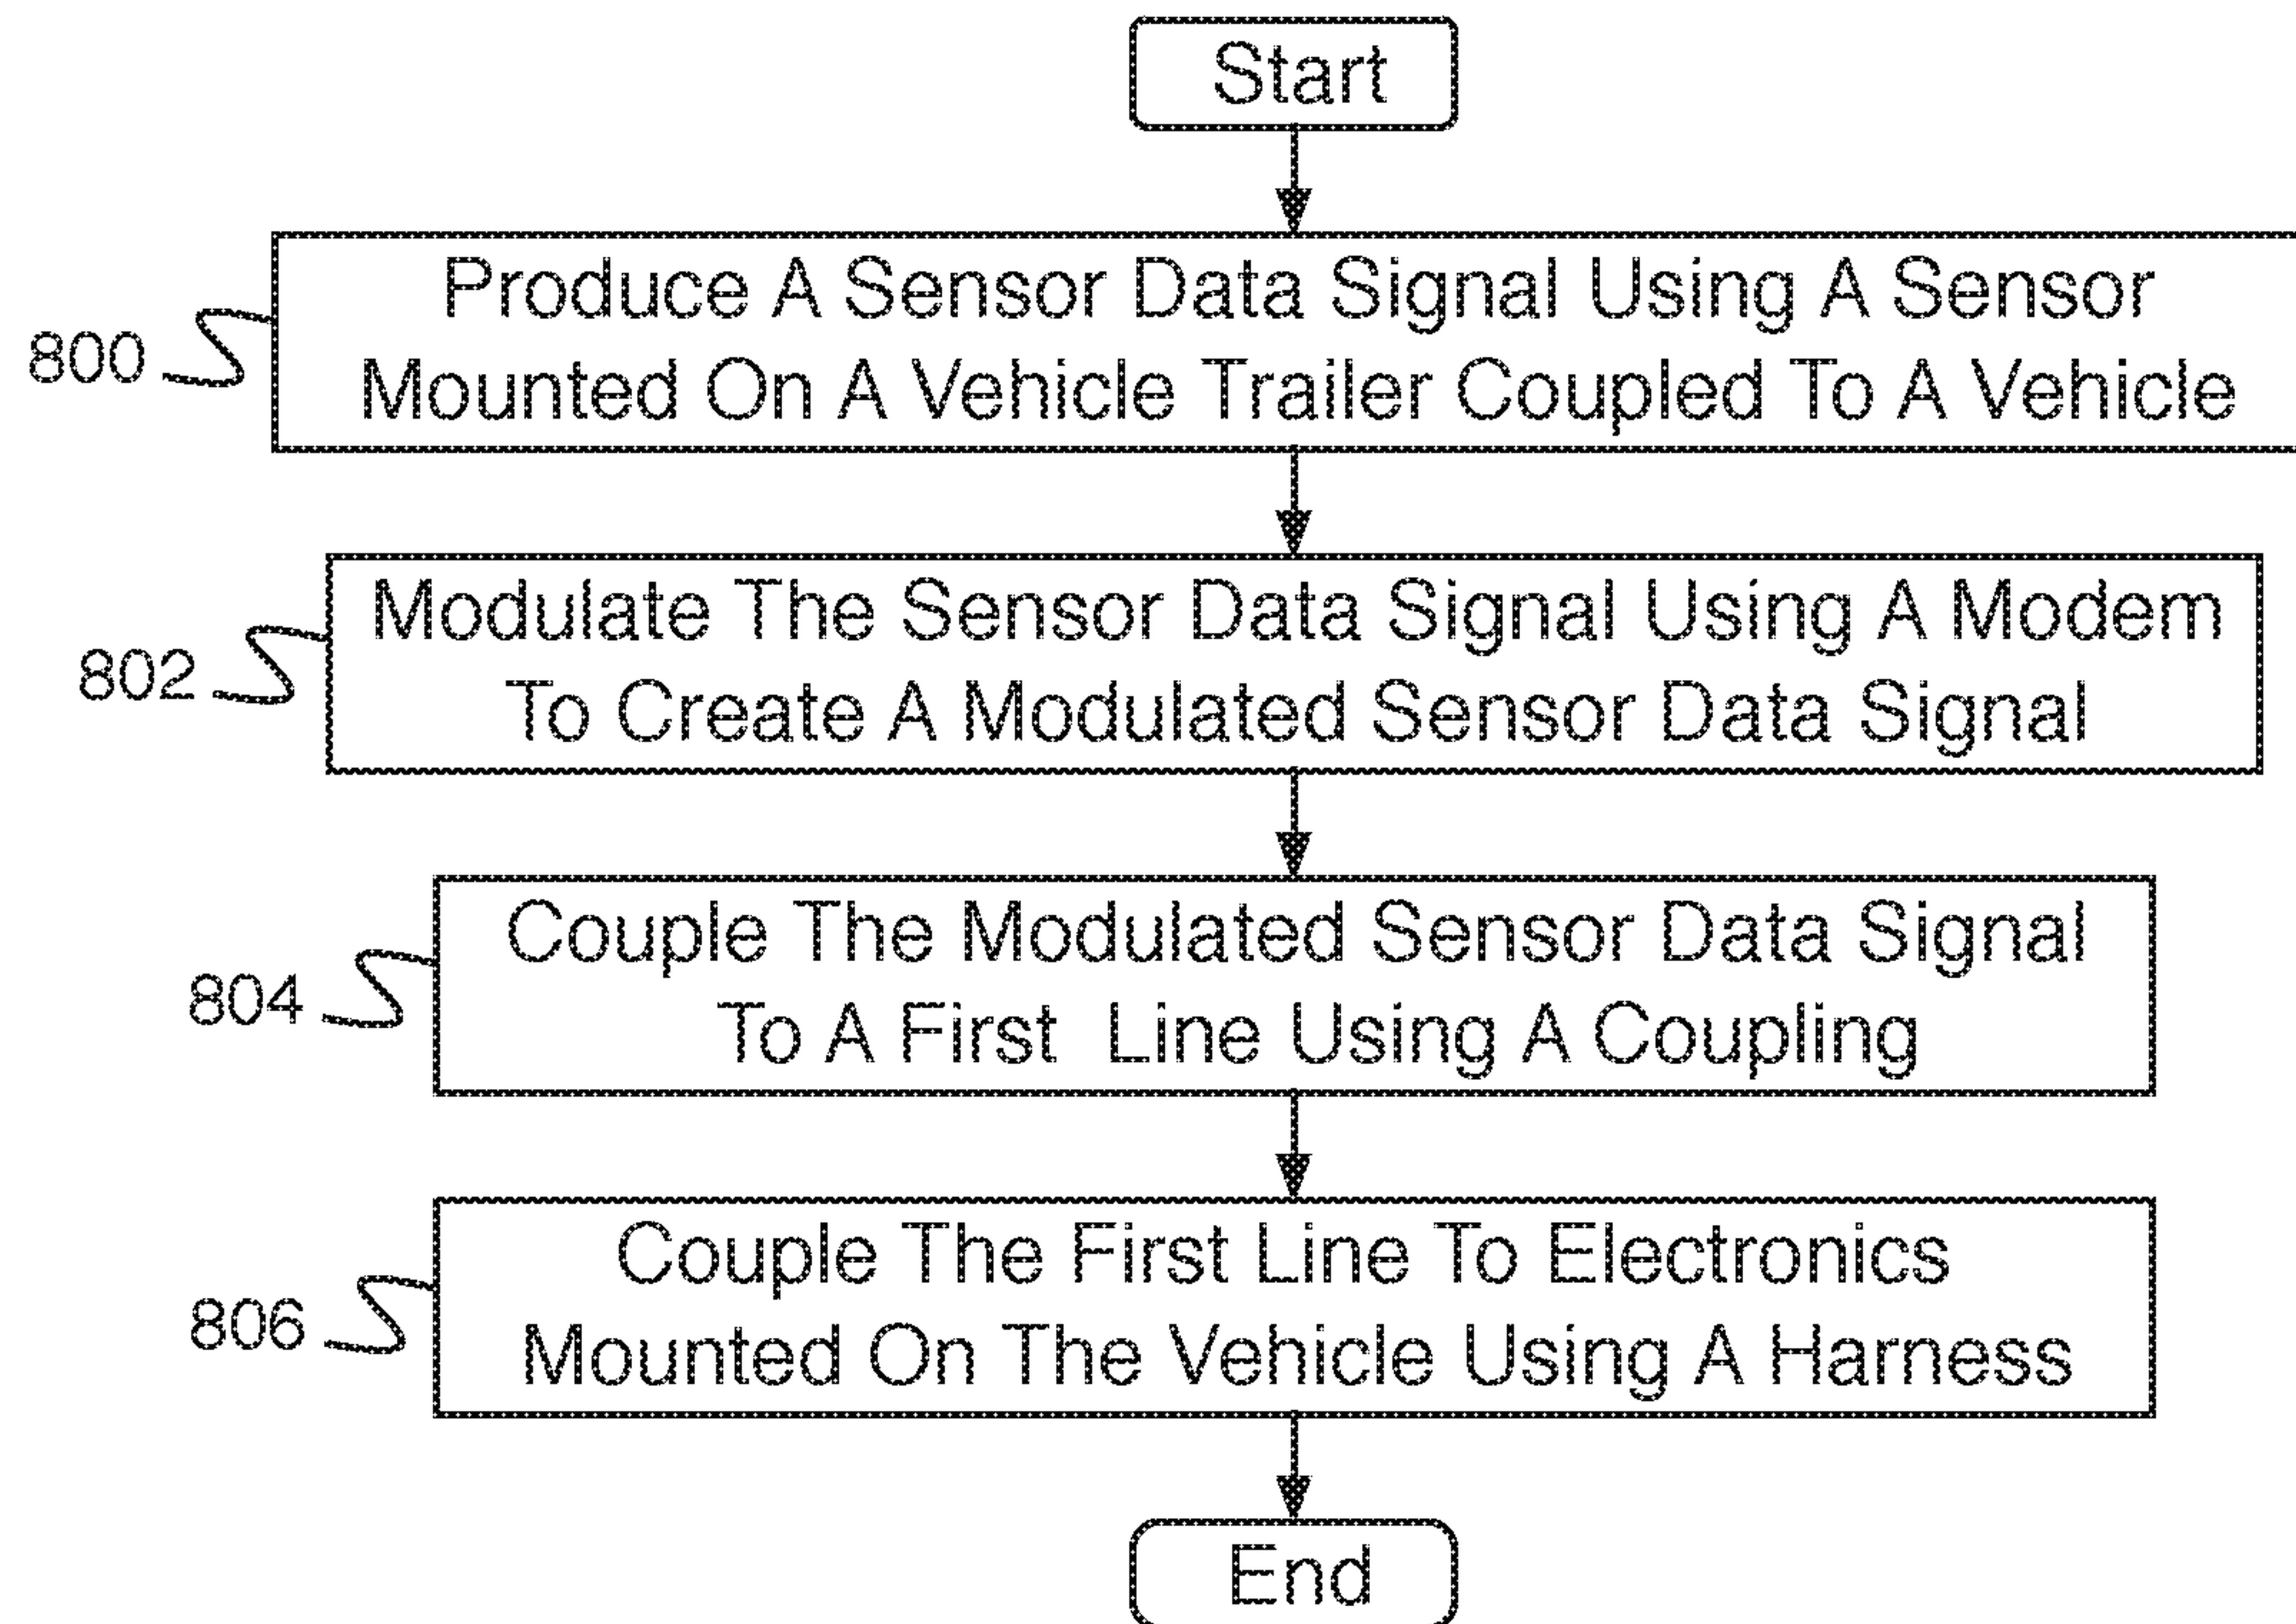 Start
Produce A Sensor Data Signal Using A Sensor
Mounted On A Vehicle Trailer Coupled To A Vehicle
800
Modulate The Sensor Data Signal Using A Modem
To Create A Modulated Sensor Data Signal
802
Couple The Modulated Sensor Data Signal
To A First Line Using A Coupling
804
Couple The First Line To Electronics
Mounted On The Vehicle Using A Harness
806
End